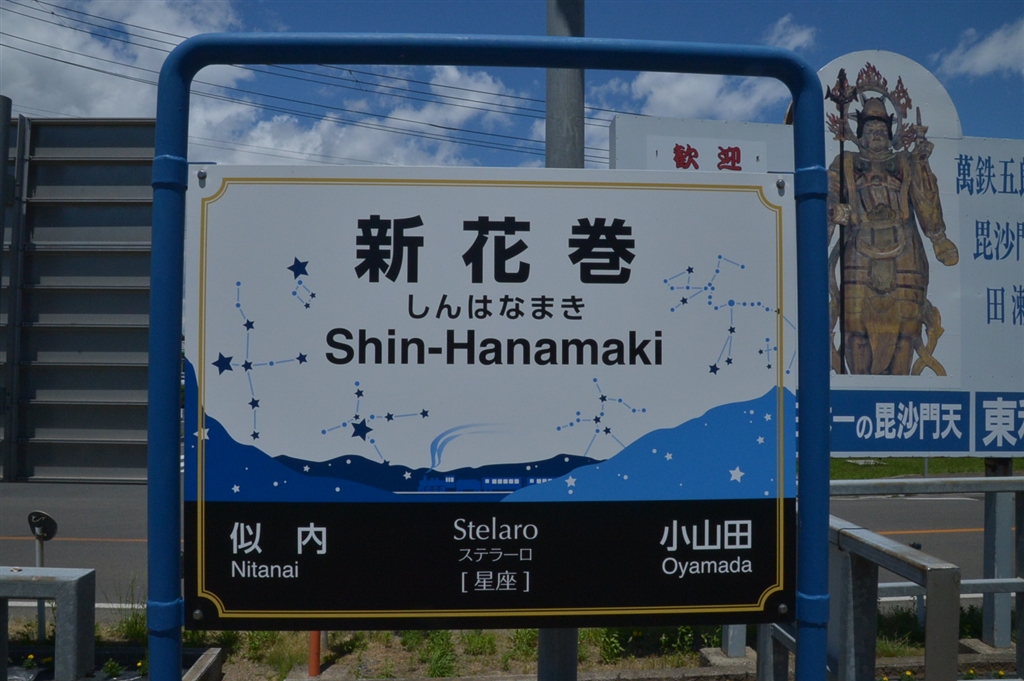 新花巻
しんはなまき
Shin-Hanamaki
似内
Nitanai
Stelaro
ステラーロ
[星座]
小山田
Oyamada
歓迎
萬鉄五
毘沙門
田瀬
一の毘沙門天
東和